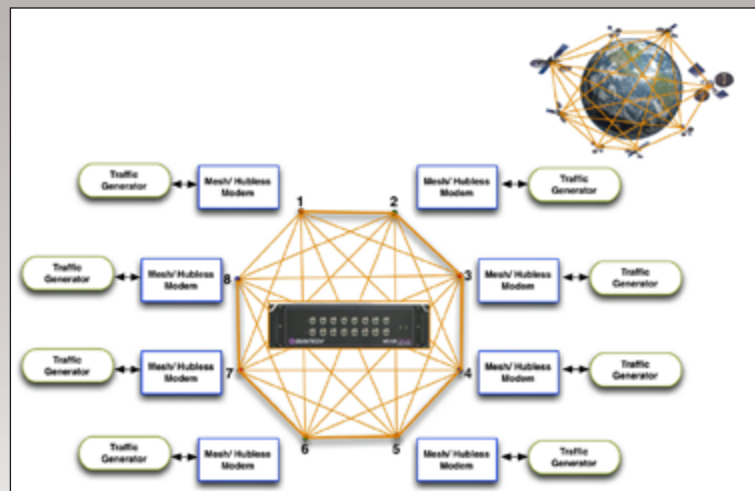 Traffic
Generator
Mesh/ Hubless
Modem
1
2
Mesh/ Hubless
Modem
Traffic
Generator
Traffic
Generator
Mesh/ Hubless
Modem
8
3
Mesh/ Hubless
Modem
Traffic
Generator
Traffic
Generator
Mesh/ Hubless
Modem
7
4
Mesh/ Hubless
Modem
Traffic
Generator
Traffic
Generator
Mesh/ Hubless
Modem
6
5
Mesh/ Hubless
Modem
Traffic
Generator